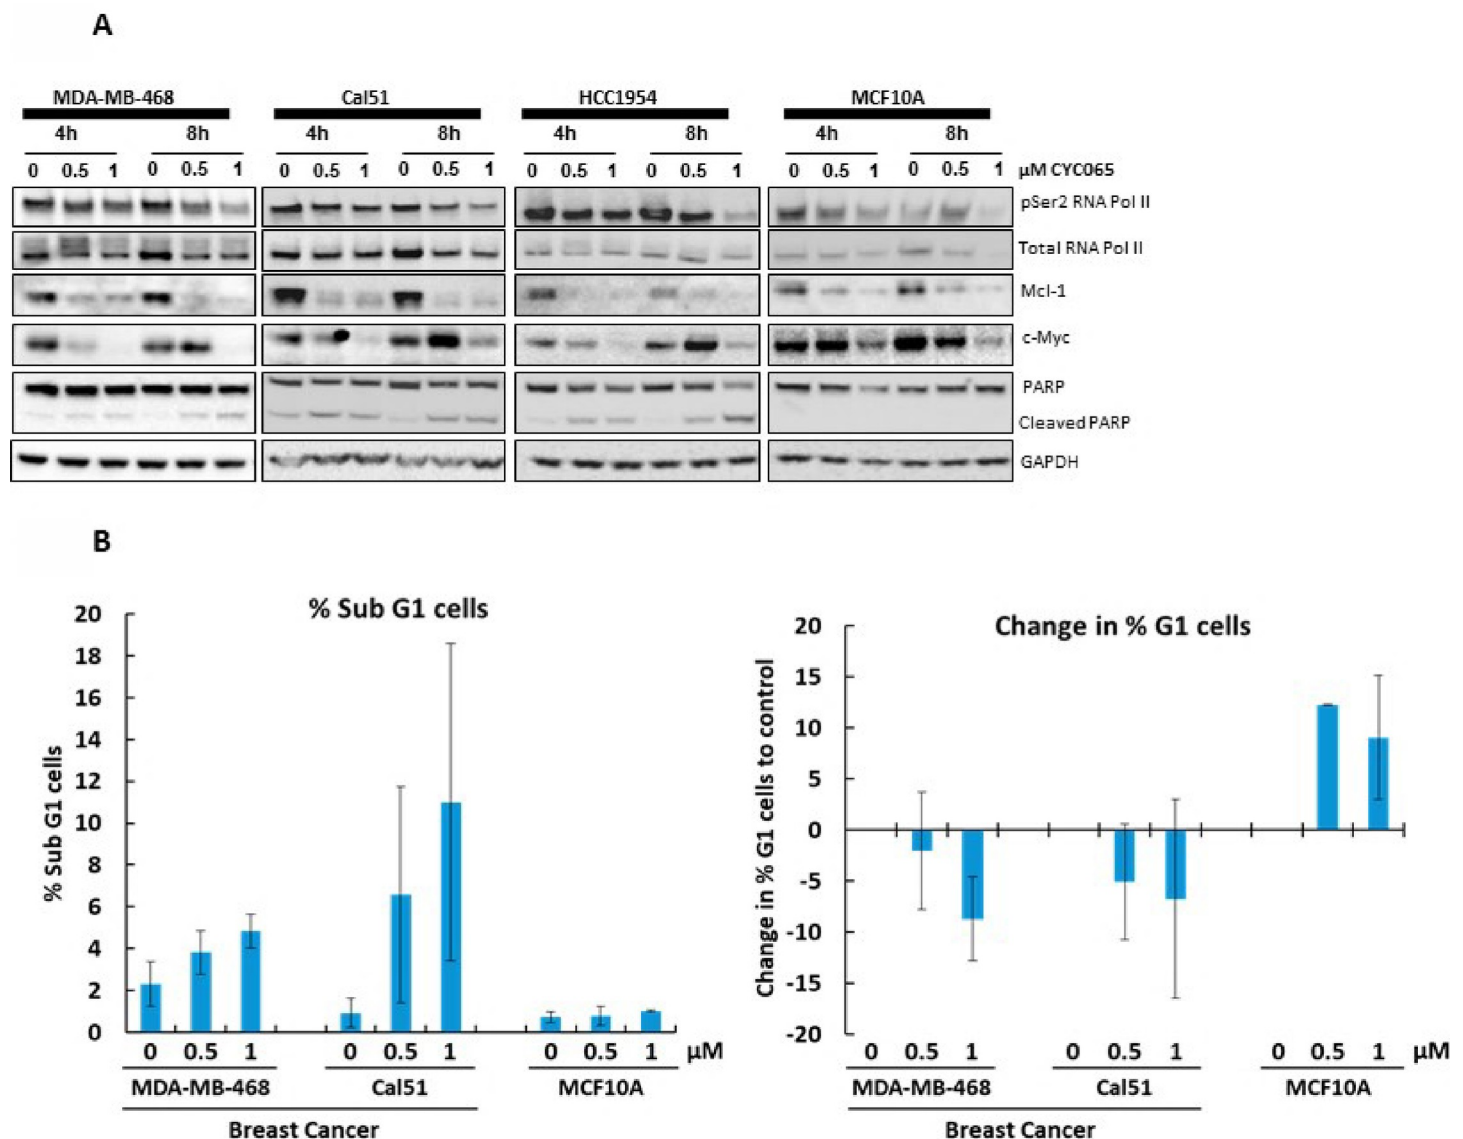 A
MDA-MB-468 Cal51 HCC1954 MCF10A
4h 8h 4h 8h 4h 8h 4h 8h
0 0.5 1 0 0.5 1 0 0.5 1 0 0.5 1 0 0.5 1 0 0.5 1 0 0.5 1 0 0.5 1 µM CYC065
pSer2 RNA Pol II
Total RNA Pol II
Mcl-1
c-Myc
PARP
Cleaved PARP
GAPDH
B
% Sub G1 cells
% Sub G1 cells
20
18
16
14
12
10
8
6
4
2
0
0 0.5 1 0 0.5 1 0 0.5 1 µM
MDA-MB-468 Cal51 MCF10A
Breast Cancer
Change in % G1 cells
Change in % G1 cells to control
20
15
10
5
0
-5
-10
-15
-20
0 0.5 1 0 0.5 1 0 0.5 1 µM
MDA-MB-468 Cal51 MCF10A
Breast Cancer